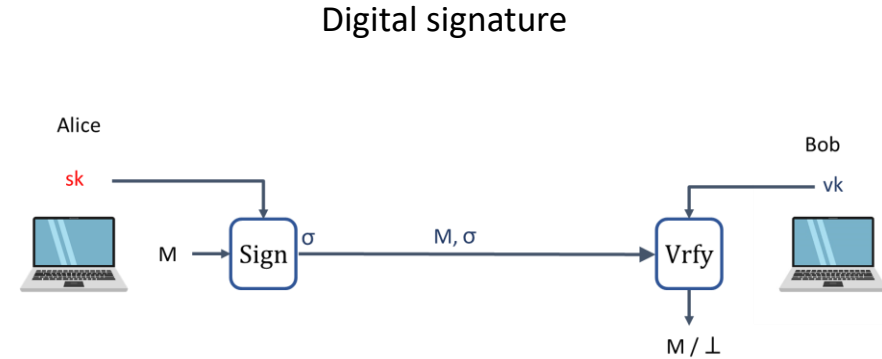 Digital signature
Alice
Bob
sk
vk
M
Sign
σ
M, σ
Vrfy
M / ⊥